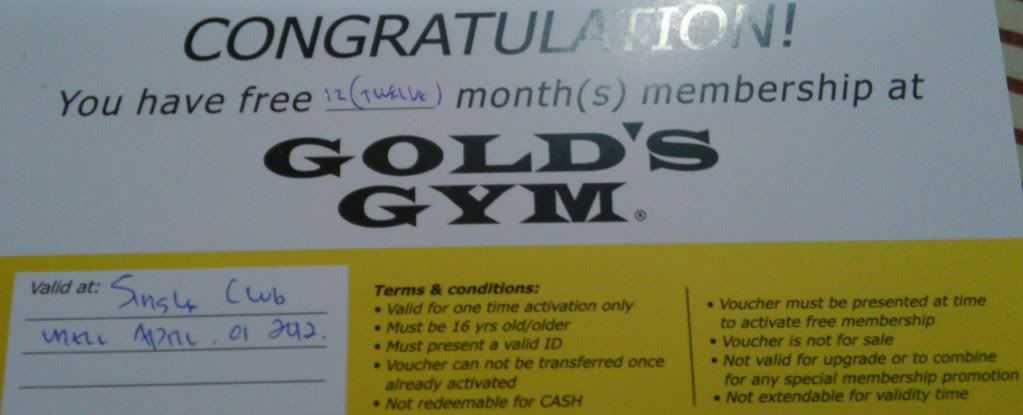 CONGRATULATION!
You have free 12 (TWELVE) month(s) membership at
GOLD'S
GYM®
Valid at: Single Club
until April. 01 2012.
Terms & conditions:
• Valid for one time activation only
• Must be 16 yrs old/older
• Must present a valid ID
• Voucher can not be transferred once
already activated
• Not redeemable for CASH
• Voucher must be presented at time
to activate free membership
• Voucher is not for sale
• Not valid for upgrade or to combine
for any special membership promotion
• Not extendable for validity time